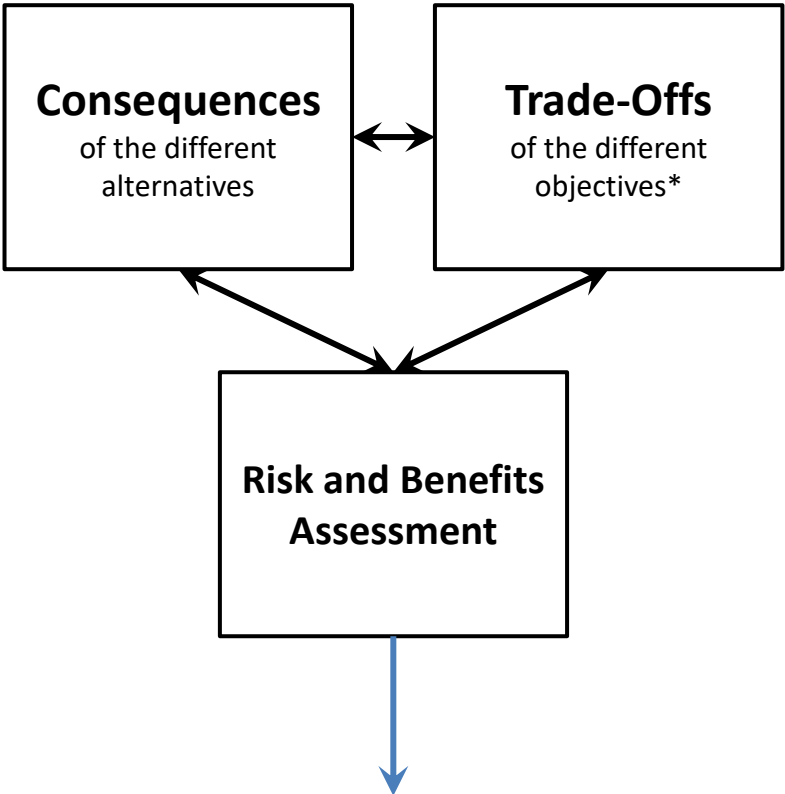 Consequences
of the different
alternatives
Trade-Offs
of the different
objectives*
Risk and Benefits
Assessment